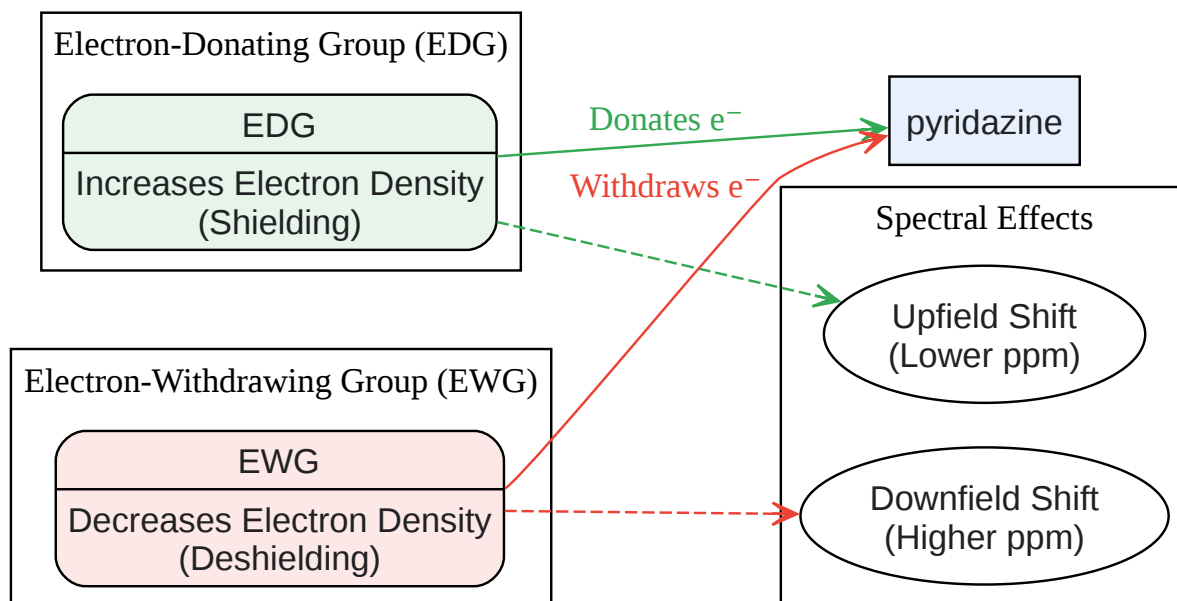 Electron-Donating Group (EDG)
EDG
Increases Electron Density
(Shielding)
Donates e⁻
Withdraws e⁻
pyridazine
Spectral Effects
Upfield Shift
(Lower ppm)
Electron-Withdrawing Group (EWG)
EWG
Decreases Electron Density
(Deshielding)
Downfield Shift
(Higher ppm)